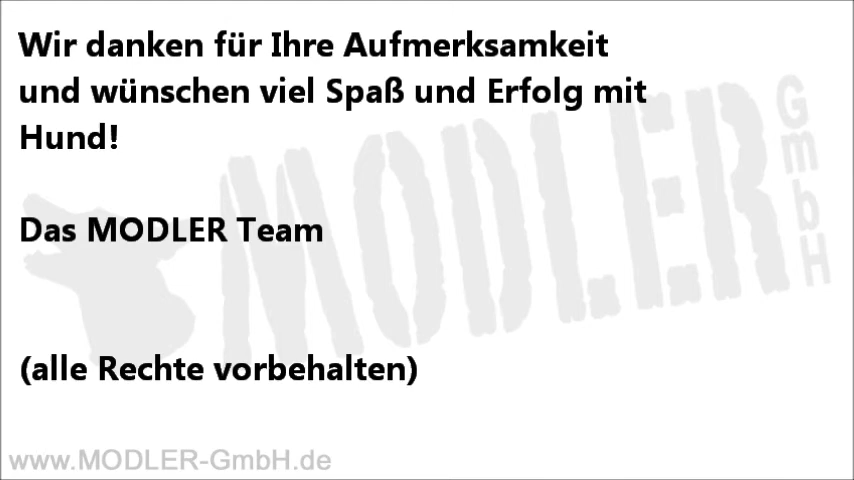 Wir danken für Ihre Aufmerksamkeit
und wünschen viel Spaß und Erfolg mit
Hund!
Das MODLER Team
(alle Rechte vorbehalten)
MODLER
GmbH
www.MODLER-GmbH.de